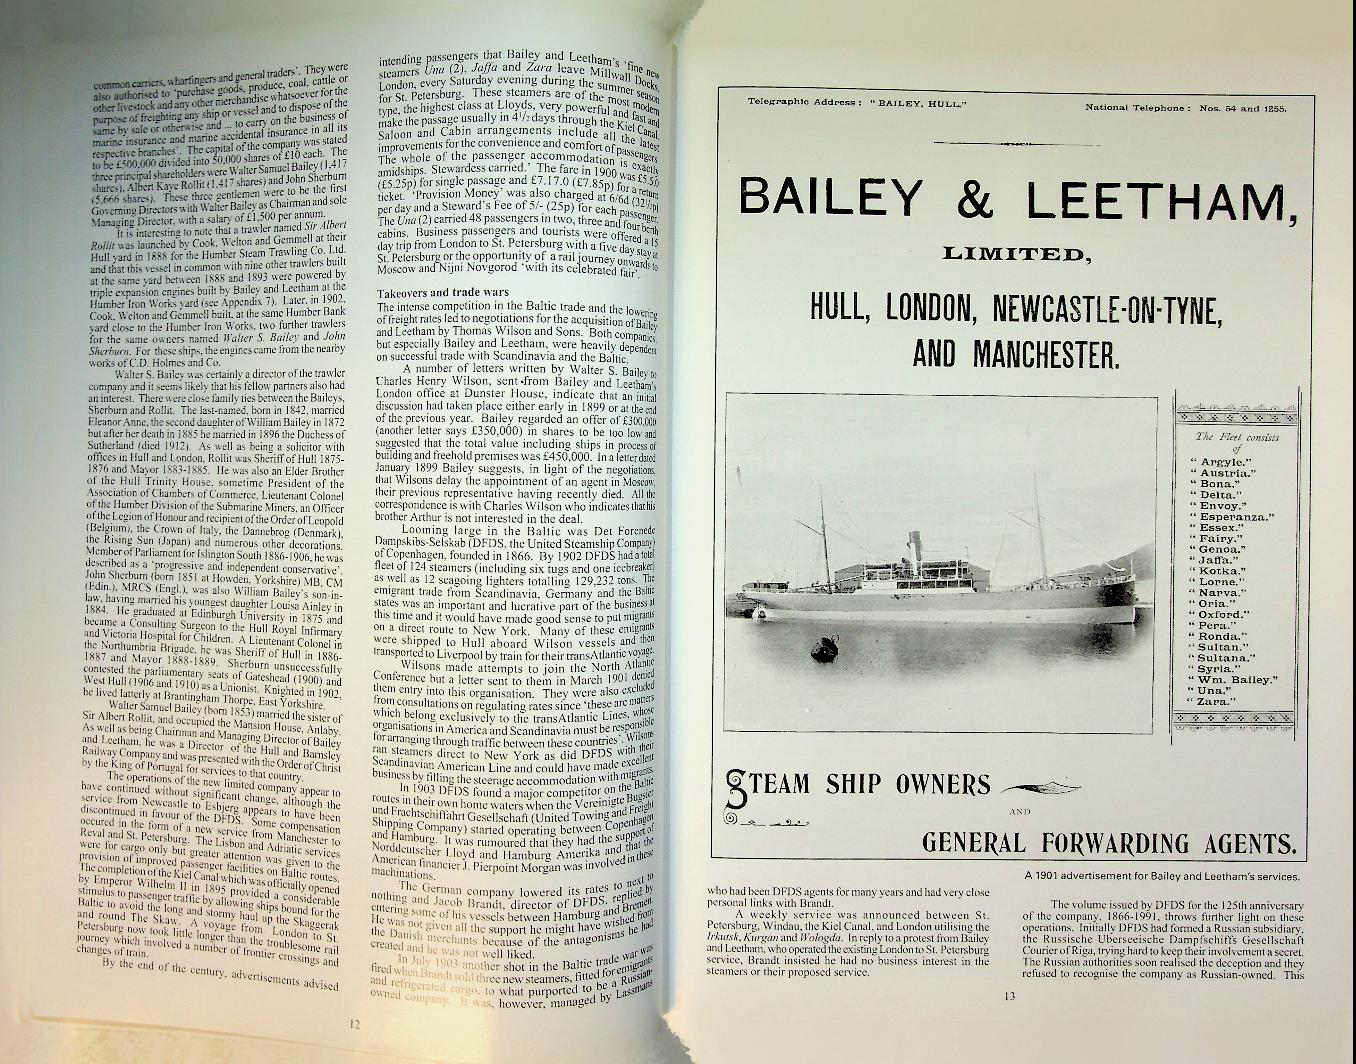 common carriers, wharfingers and general traders'. They were
also authorised to 'purchase goods, produce, coal, cattle or
other livestock and any other merchandise whatsoever for the
purpose of freighting any ship or vessel and to dispose of the
same by sale or otherwise and ... to carry on the business of
marine insurance and marine accidental insurance in all its
respective branches'. The capital of the company was stated
to be £500,000 divided into 50,000 shares of £10 each. The
three principal shareholders were Walter Samuel Bailey (1,417
shares), Albert Kaye Rollit (1,417 shares) and John Sherburn
(5,666 shares). These three gentlemen were to be the first
Governing Directors with Walter Bailey as Chairman and sole
Managing Director, with a salary of £1,500 per annum.
It is interesting to note that a trawler named Sir Albert
Rollit was launched by Cook, Welton and Gemmell at their
Hull yard in 1888 for the Humber Steam Trawling Co. Ltd.
and that this vessel in common with nine other trawlers built
at the same yard between 1888 and 1893 were powered by
triple expansion engines built by Bailey and Leetham at the
Humber Iron Works yard (see Appendix 7). Later, in 1902,
Cook, Welton and Gemmell built, at the same Humber Bank
yard close to the Humber Iron Works, two further trawlers
for the same owners named Walter S. Bailey and John
Sherburn. For these ships, the engines came from the nearby
works of C.D. Holmes and Co.
Walter S. Bailey was certainly a director of the trawler
company and it seems likely that his fellow partners also had
an interest. There were close family ties between the Baileys,
Sherburn and Rollit. The last-named, born in 1842, married
Eleanor Anne, the second daughter of William Bailey in 1872
but after her death in 1885 he married in 1896 the Duchess of
Sutherland (died 1912). As well as being a solicitor with
offices in Hull and London, Rollit was Sheriff of Hull 1875-
1876 and Mayor 1883-1885. He was also an Elder Brother
of the Hull Trinity House, sometime President of the
Association of Chambers of Commerce, Lieutenant Colonel
of the Humber Division of the Submarine Miners, an Officer
of the Legion of Honour and recipient of the Order of Leopold
(Belgium), the Crown of Italy, the Dannebrog (Denmark),
the Rising Sun (Japan) and numerous other decorations.
Member of Parliament for Islington South 1886-1906, he was
described as a 'progressive and independent conservative'.
John Sherburn (born 1851 at Howden, Yorkshire) MB, CM
(Edin.), MRCS (Engl.), was also William Bailey's son-in-
law, having married his youngest daughter Louisa Ainley in
1884. He graduated at Edinburgh University in 1875 and
became a Consulting Surgeon to the Hull Royal Infirmary
and Victoria Hospital for Children. A Lieutenant Colonel in
the Northumbria Brigade, he was Sheriff of Hull in 1886-
1887 and Mayor 1888-1889. Sherburn unsuccessfully
contested the parliamentary seats of Gateshead (1900) and
West Hull (1906 and 1910) as a Unionist. Knighted in 1902,
he lived latterly at Brantingham Thorpe, East Yorkshire.
Walter Samuel Bailey (born 1853) married the sister of
Sir Albert Rollit, and occupied the Mansion House, Anlaby.
As well as being Chairman and Managing Director of Bailey
and Leetham, he was a Director of the Hull and Barnsley
Railway Company and was presented with the Order of Christ
by the King of Portugal for services to that country.
The operations of the new limited company appear to
have continued without significant change, although the
service from Newcastle to Esbjerg appears to have been
discontinued in favour of the DFDS. Some compensation
occured in the form of a new service from Manchester to
Reval and St. Petersburg. The Lisbon and Adriatic services
were for cargo only but greater attention was given to the
provision of improved passenger facilities on Baltic routes.
The completion of the Kiel Canal which was officially opened
by Emperor Wilhelm II in 1895 provided a considerable
stimulus to passenger traffic by allowing ships bound for the
Baltic to avoid the long and stormy haul up the Skaggerak
and round The Skaw. A voyage from London to St.
Petersburg now took little longer than the troublesome rail
journey which involved a number of frontier crossings and
changes of train.
By the end of the century, advertisements advised
12
intending passengers that Bailey and Leetham's 'fine new
steamers Una (2), Jaffa and Zara leave Millwall Docks,
London, every Saturday evening during the summer season
for St. Petersburg. These steamers are of the most modern
type, the highest class at Lloyds, very powerful and fast and
make the passage usually in 4½ days through the Kiel Canal.
Saloon and Cabin arrangements include all the latest
improvements for the convenience and comfort of passengers.
The whole of the passenger accommodation is exactly
amidships. Stewardess carried.' The fare in 1900 was £5.5.0
(£5.25p) for single passage and £7.17.0 (£7.85p) for a return
ticket. 'Provision Money' was also charged at 6/6d (32½p)
per day and a Steward's Fee of 5/- (25p) for each passenger.
The Una (2) carried 48 passengers in two, three and four berth
cabins. Business passengers and tourists were offered a 15
day trip from London to St. Petersburg with a five day stay at
St. Petersburg or the opportunity of a rail journey onwards to
Moscow and Nijni Novgorod 'with its celebrated fair'.
Takeovers and trade wars
The intense competition in the Baltic trade and the lowering
of freight rates led to negotiations for the acquisition of Bailey
and Leetham by Thomas Wilson and Sons. Both companies,
but especially Bailey and Leetham, were heavily dependent
on successful trade with Scandinavia and the Baltic.
A number of letters written by Walter S. Bailey to
Charles Henry Wilson, sent from Bailey and Leetham's
London office at Dunster House, indicate that an initial
discussion had taken place either early in 1899 or at the end
of the previous year. Bailey regarded an offer of £300,000
(another letter says £350,000) in shares to be too low and
suggested that the total value including ships in process of
building and freehold premises was £450,000. In a letter dated
January 1899 Bailey suggests, in light of the negotiations,
that Wilsons delay the appointment of an agent in Moscow,
their previous representative having recently died. All the
correspondence is with Charles Wilson who indicates that his
brother Arthur is not interested in the deal.
Looming large in the Baltic was Det Forenede
Dampskibs-Selskab (DFDS, the United Steamship Company)
of Copenhagen, founded in 1866. By 1902 DFDS had a total
fleet of 124 steamers (including six tugs and one icebreaker)
as well as 12 seagoing lighters totalling 129,232 tons. The
emigrant trade from Scandinavia, Germany and the Baltic
states was an important and lucrative part of the business at
this time and it would have made good sense to put migrants
on a direct route to New York. Many of these emigrants
were shipped to Hull aboard Wilson vessels and then
transported to Liverpool by train for their transAtlantic voyage.
Wilsons made attempts to join the North Atlantic
Conference but a letter sent to them in March 1901 denied
them entry into this organisation. They were also excluded
from consultations on regulating rates since 'these are matters
which belong exclusively to the transAtlantic Lines, whose
organisations in America and Scandinavia must be responsible
for arranging through traffic between these countries'. Wilsons
ran steamers direct to New York as did DFDS with their
Scandinavian American Line and could have made excellent
business by filling the steerage accommodation with migrants.
In 1903 DFDS found a major competitor on the Baltic
routes in their own home waters when the Vereinigte Bugsier
und Frachtschiffahrt Gesellschaft (United Towing and Freight
Shipping Company) started operating between Copenhagen
and Hamburg. It was rumoured that they had the support of
Norddeutscher Lloyd and Hamburg Amerika and that the
American financier J. Pierpoint Morgan was involved in these
machinations.
The German company lowered its rates to next to
nothing and Jacob Brandt, director of DFDS, replied by
entering some of his vessels between Hamburg and Bremen.
He was not given all the support he might have wished from
the Danish merchants because of the antagonisms he had
created and he was not well liked.
In July 1903 another shot in the Baltic trade war was
fired when Brandt sold three new steamers, fitted for emigrants
and refrigerated cargo, to what purported to be a Russian-
owned company. It was, however, managed by Lassmans
Telegraphic Address: "BAILEY, HULL."
National Telephone: Nos. 54 and 1255.
BAILEY & LEETHAM,
LIMITED,
HULL, LONDON, NEWCASTLE-ON-TYNE,
AND MANCHESTER.
The Fleet consists
of
"Argyle."
"Austria."
"Bona."
"Delta."
"Envoy."
"Esperanza."
"Essex."
"Fairy."
"Genoa."
"Jaffa."
"Kotka."
"Lorne."
"Narva."
"Oria."
"Oxford."
"Pera."
"Ronda."
"Sultan."
"Sultana."
"Syria."
"Wm. Bailey."
"Una."
"Zara."
STEAM SHIP OWNERS
AND
GENERAL FORWARDING AGENTS.
A 1901 advertisement for Bailey and Leetham's services.
who had been DFDS agents for many years and had very close
personal links with Brandt.
A weekly service was announced between St.
Petersburg, Windau, the Kiel Canal, and London utilising the
Irkutsk, Kurgan and Wologda. In reply to a protest from Bailey
and Leetham, who operated the existing London to St. Petersburg
service, Brandt insisted he had no business interest in the
steamers or their proposed service.
The volume issued by DFDS for the 125th anniversary
of the company, 1866-1991, throws further light on these
operations. Initially DFDS had formed a Russian subsidiary,
the Russische Uberseeische Dampfschiffs Gesellschaft
Courier of Riga, trying hard to keep their involvement a secret.
The Russian authorities soon realised the deception and they
refused to recognise the company as Russian-owned. This
13